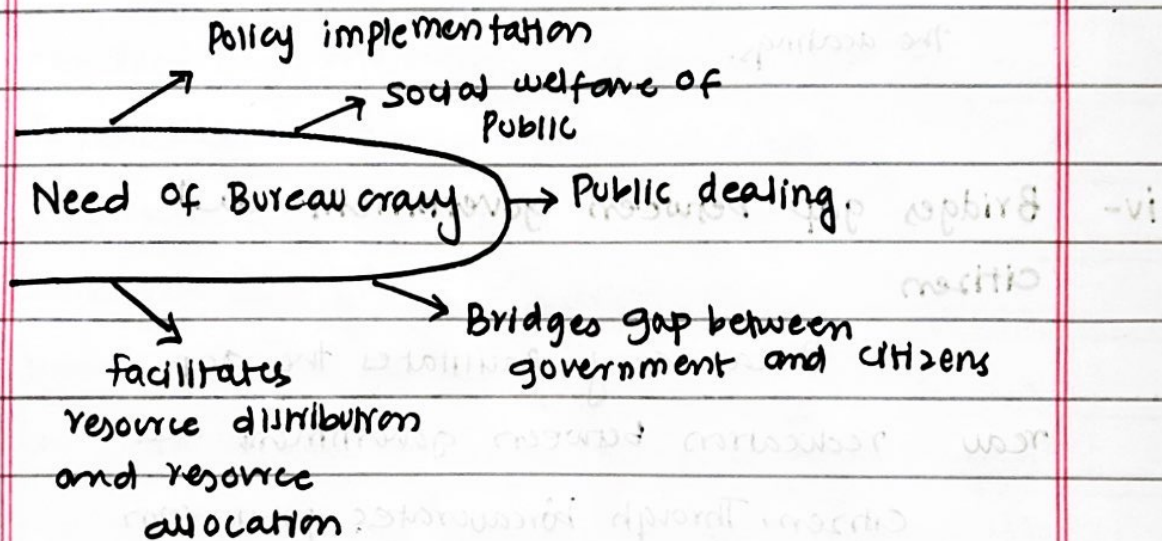 Policy implementation
social welfare of
Public
Need of Bureaucracy
Public dealing.
Bridges gap between
government and citizens
facilitates
resource distribution
and resource
allocation.